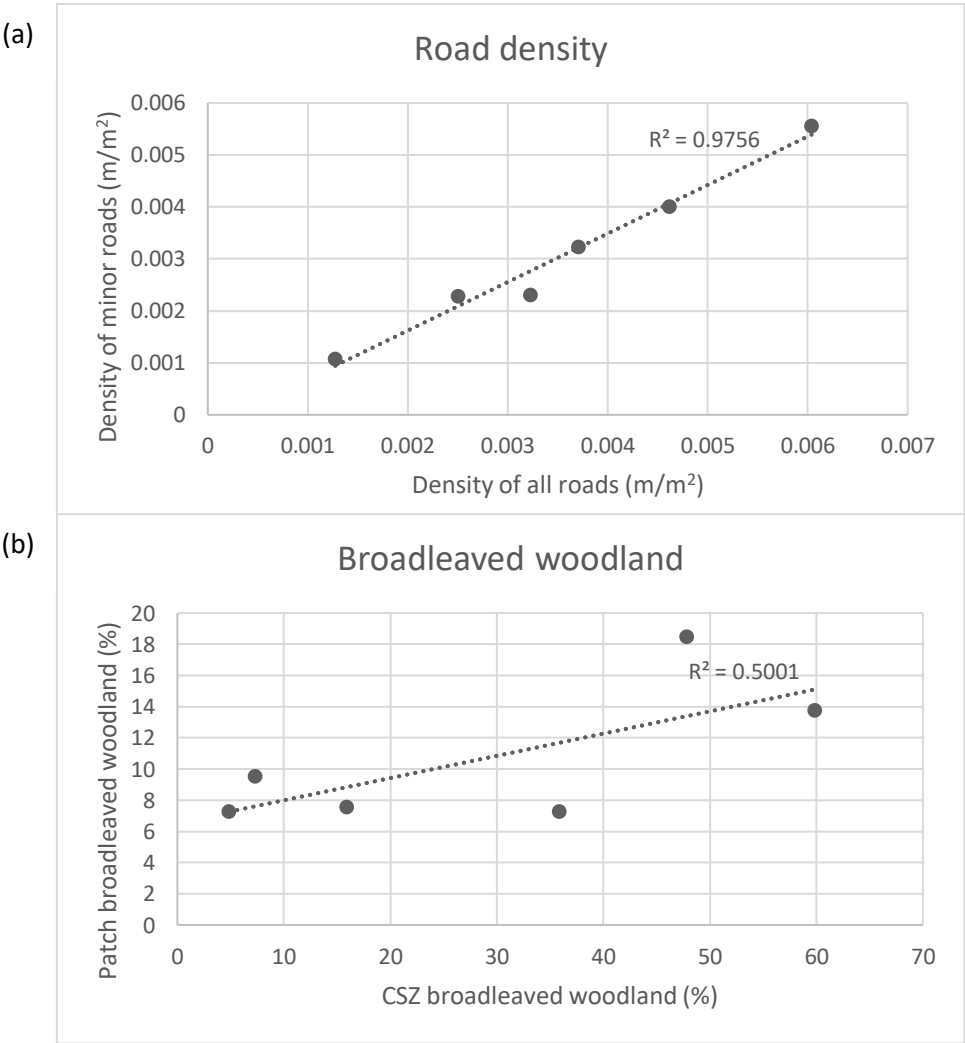 (a)
Road density
0.006
0.005
0.004
0.003
0.002
0.001
0
R² = 0.9756
Density of minor roads (m/m²)
0 0.001 0.002 0.003 0.004 0.005 0.006 0.007
Density of all roads (m/m²)
(b)
Broadleaved woodland
20
18
16
14
12
10
8
6
4
2
0
R² = 0.5001
Patch broadleaved woodland (%)
0 10 20 30 40 50 60 70
CSZ broadleaved woodland (%)